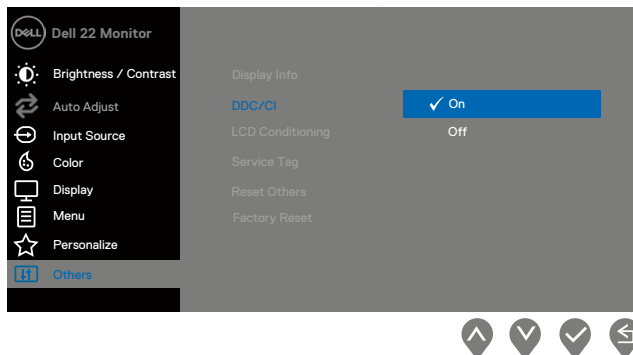 DELL Dell 22 Monitor
Brightness / Contrast
Auto Adjust
Input Source
Color
Display
Menu
Personalize
Others
Display Info
DDC/CI
LCD Conditioning
Service Tag
Reset Others
Factory Reset
✓ On
Off